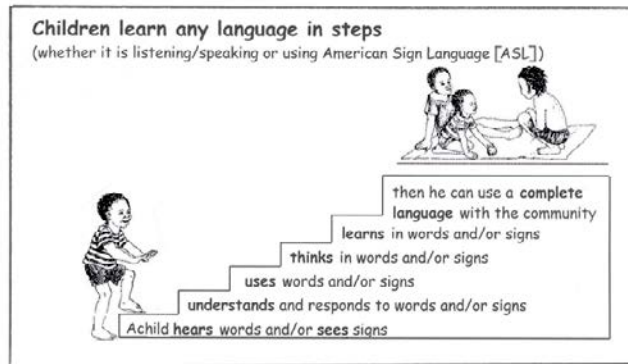 Children learn any language in steps
(whether it is listening/speaking or using American Sign Language [ASL])
then he can use a complete
language with the community
learns in words and/or signs
thinks in words and/or signs
uses words and/or signs
understands and responds to words and/or signs
Achild hears words and/or sees signs